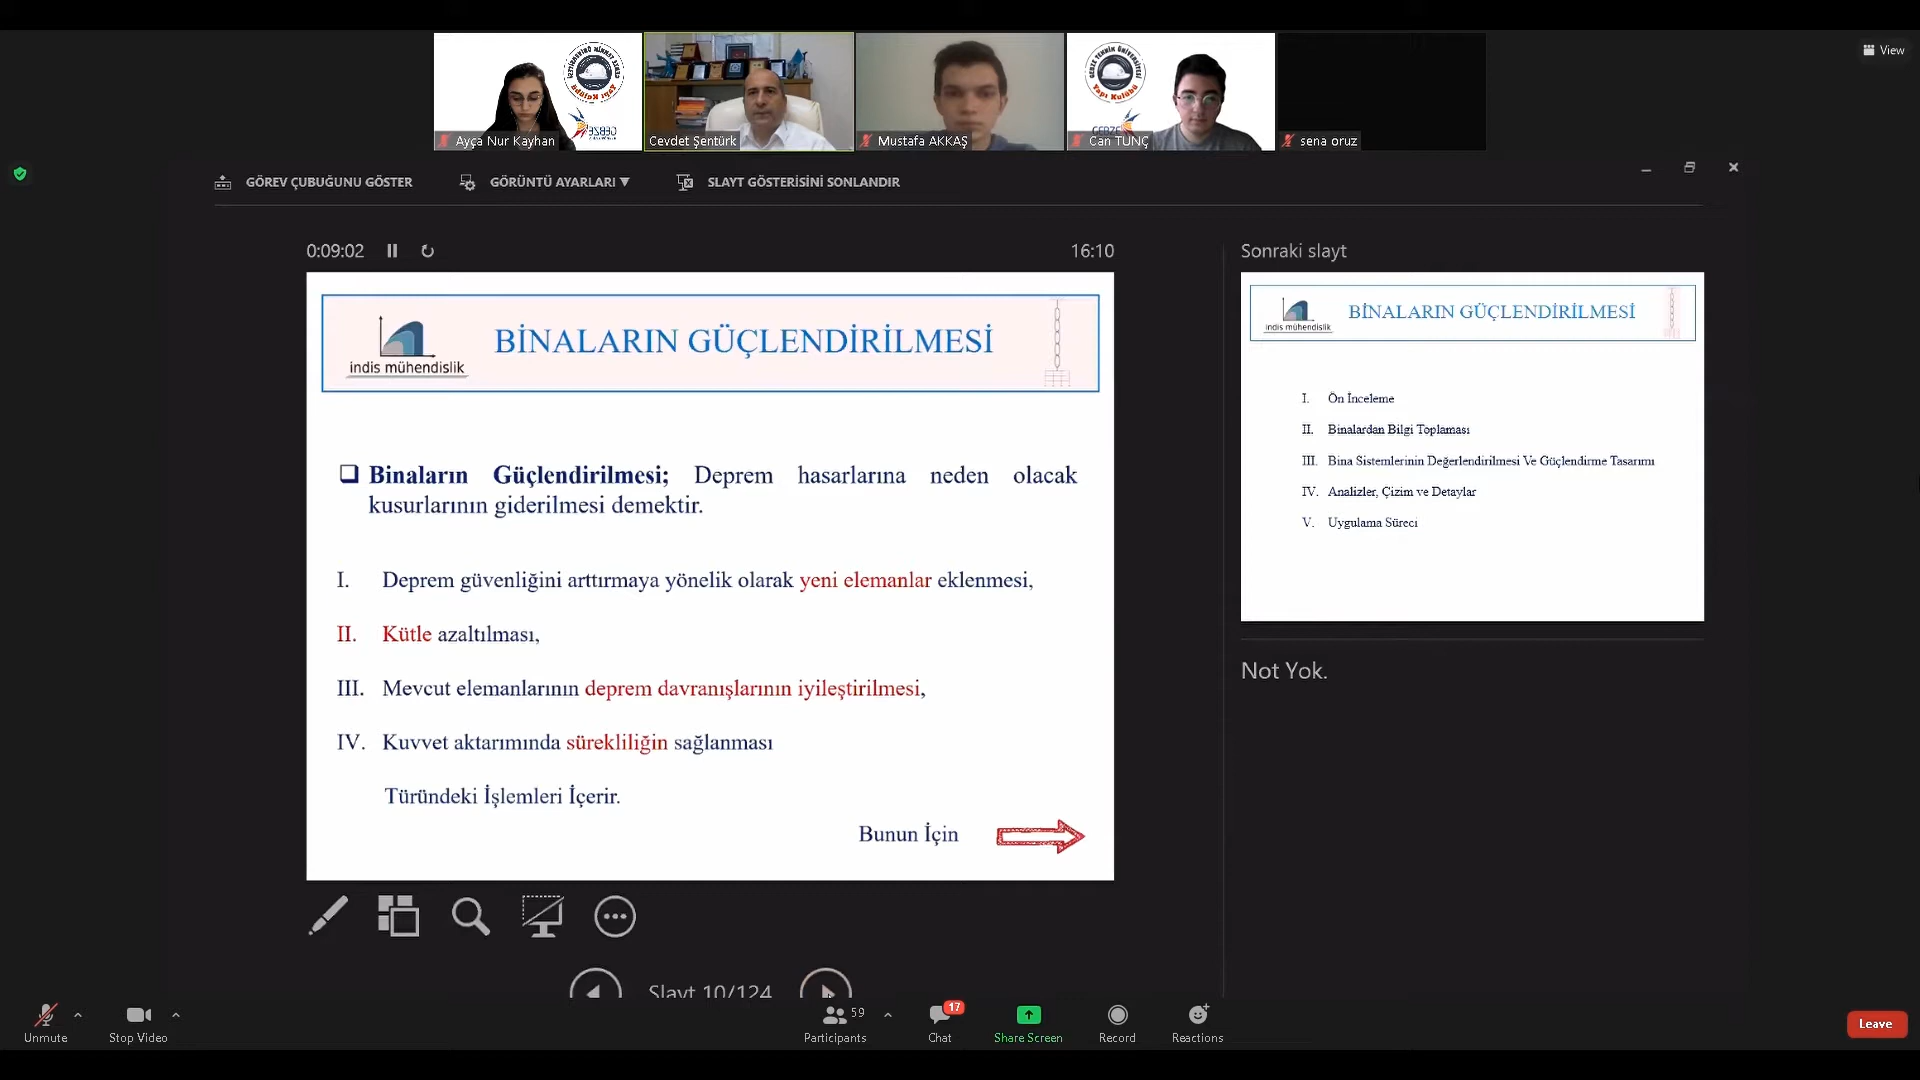 View
Ayça Nur Kayhan
Cevdet Şentürk
Mustafa AKKAŞ
Can TUNÇ
sena oruz
GÖREV ÇUBUĞUNU GÖSTER
GÖRÜNTÜ AYARLARI ▼
SLAYT GÖSTERİSİNİ SONLANDIR
0:09:02
16:10
indis mühendislik
BİNALARIN GÜÇLENDİRİLMESİ
❑ Binaların Güçlendirilmesi; Deprem hasarlarına neden olacak
kusurlarının giderilmesi demektir.
I. Deprem güvenliğini arttırmaya yönelik olarak yeni elemanlar eklenmesi,
II. Kütle azaltılması,
III. Mevcut elemanlarının deprem davranışlarının iyileştirilmesi,
IV. Kuvvet aktarımında sürekliliğin sağlanması
Türündeki İşlemleri İçerir.
Bunun İçin
Sonraki slayt
indis mühendislik
BİNALARIN GÜÇLENDİRİLMESİ
I. Ön İnceleme
II. Binalardan Bilgi Toplaması
III. Bina Sistemlerinin Değerlendirilmesi Ve Güçlendirme Tasarımı
IV. Analizler, Çizim ve Detaylar
V. Uygulama Süreci
Not Yok.
Slayt 10/124
Unmute
Stop Video
59
Participants
17
Chat
Share Screen
Record
Reactions
Leave